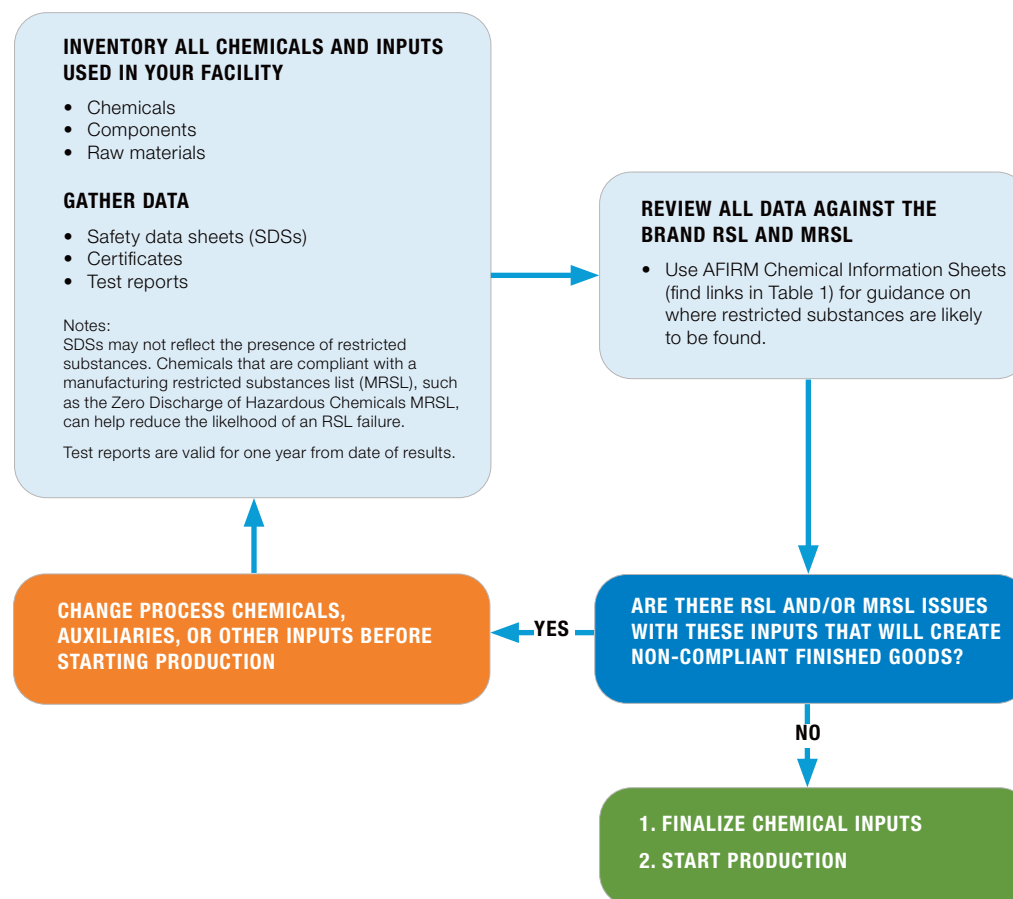 INVENTORY ALL CHEMICALS AND INPUTS
USED IN YOUR FACILITY
• Chemicals
• Components
• Raw materials
GATHER DATA
• Safety data sheets (SDSs)
• Certificates
• Test reports
Notes:
SDSs may not reflect the presence of restricted
substances. Chemicals that are compliant with a
manufacturing restricted substances list (MRSL), such
as the Zero Discharge of Hazardous Chemicals MRSL,
can help reduce the likelhood of an RSL failure.
Test reports are valid for one year from date of results.
REVIEW ALL DATA AGAINST THE
BRAND RSL AND MRSL
• Use AFIRM Chemical Information Sheets
(find links in Table 1) for guidance on
where restricted substances are likely
to be found.
ARE THERE RSL AND/OR MRSL ISSUES
WITH THESE INPUTS THAT WILL CREATE
NON-COMPLIANT FINISHED GOODS?
YES
CHANGE PROCESS CHEMICALS,
AUXILIARIES, OR OTHER INPUTS BEFORE
STARTING PRODUCTION
NO
1. FINALIZE CHEMICAL INPUTS
2. START PRODUCTION